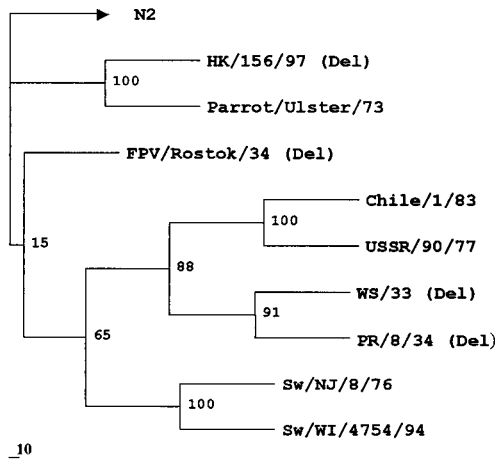 N2
HK/156/97 (Del)
100
Parrot/Ulster/73
FPV/Rostok/34 (Del)
Chile/1/83
100
15
USSR/90/77
88
WS/33 (Del)
91
65
PR/8/34 (Del)
Sw/NJ/8/76
100
Sw/WI/4754/94
_10